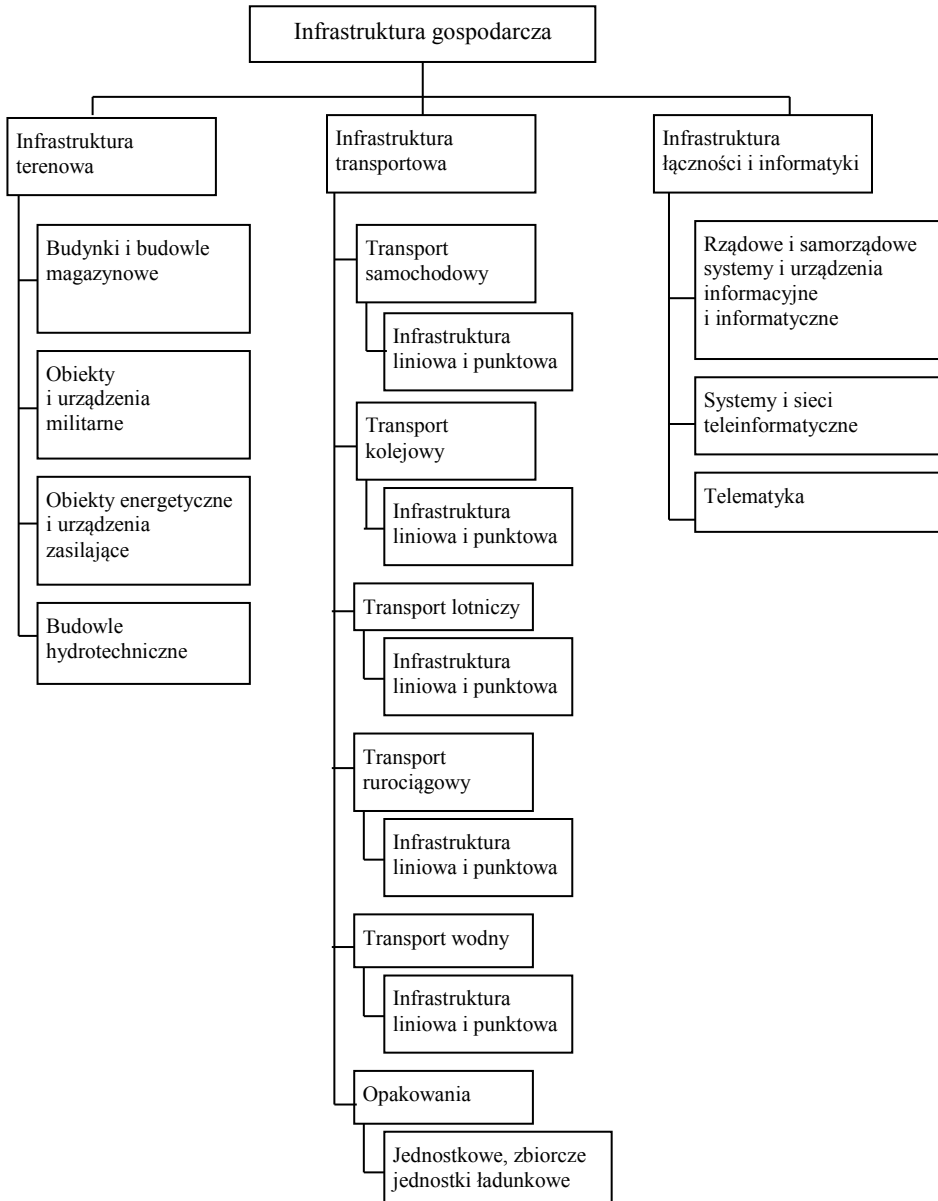 Infrastruktura gospodarcza
Infrastruktura
terenowa
Budynki i budowle
magazynowe
Obiekty
i urządzenia
militarne
Obiekty energetyczne
i urządzenia
zasilające
Budowle
hydrotechniczne
Infrastruktura
transportowa
Transport
samochodowy
Infrastruktura
liniowa i punktowa
Transport
kolejowy
Infrastruktura
liniowa i punktowa
Transport lotniczy
Infrastruktura
liniowa i punktowa
Transport
rurociągowy
Infrastruktura
liniowa i punktowa
Transport wodny
Infrastruktura
liniowa i punktowa
Opakowania
Jednostkowe, zbiorcze
jednostki ładunkowe
Infrastruktura
łączności i informatyki
Rządowe i samorządowe
systemy i urządzenia
informacyjne
i informatyczne
Systemy i sieci
teleinformatyczne
Telematyka